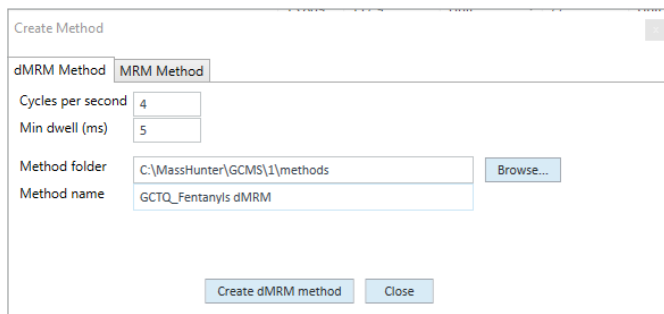 Create Method
dMRM Method MRM Method
Cycles per second 4
Min dwell (ms) 5
Method folder C:\MassHunter\GCMS\1\methods Browse...
Method name GCTQ_Fentanyls dMRM
Create dMRM method Close